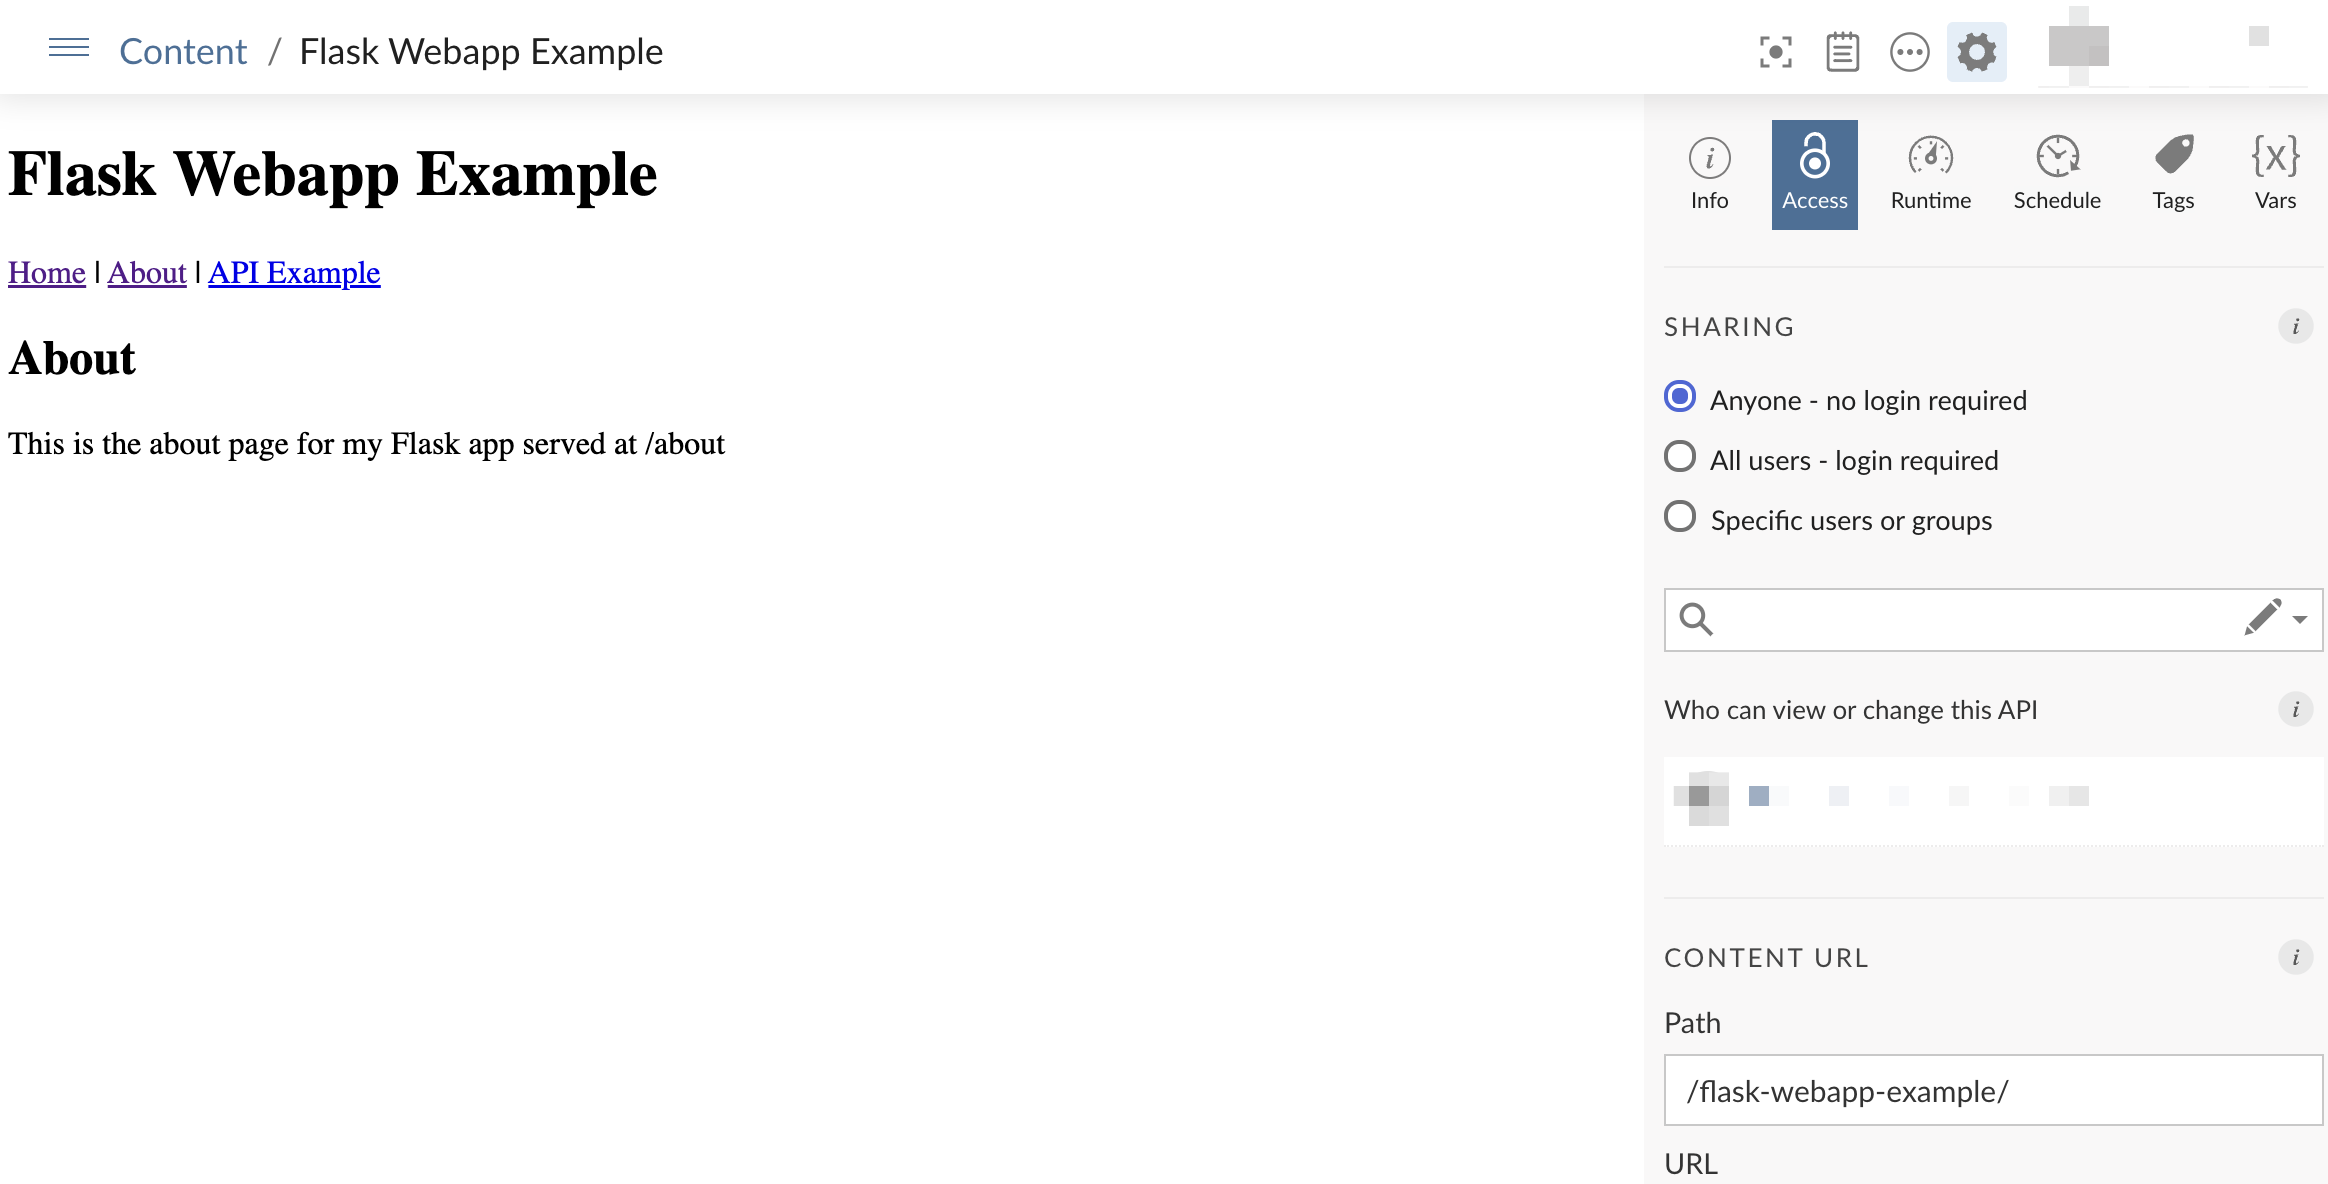 Content / Flask Webapp Example
Flask Webapp Example
Home | About | API Example
About
This is the about page for my Flask app served at /about
Info Access Runtime Schedule Tags {x} Vars
SHARING
Anyone - no login required
All users - login required
Specific users or groups
Who can view or change this API
CONTENT URL
Path
/flask-webapp-example/
URL